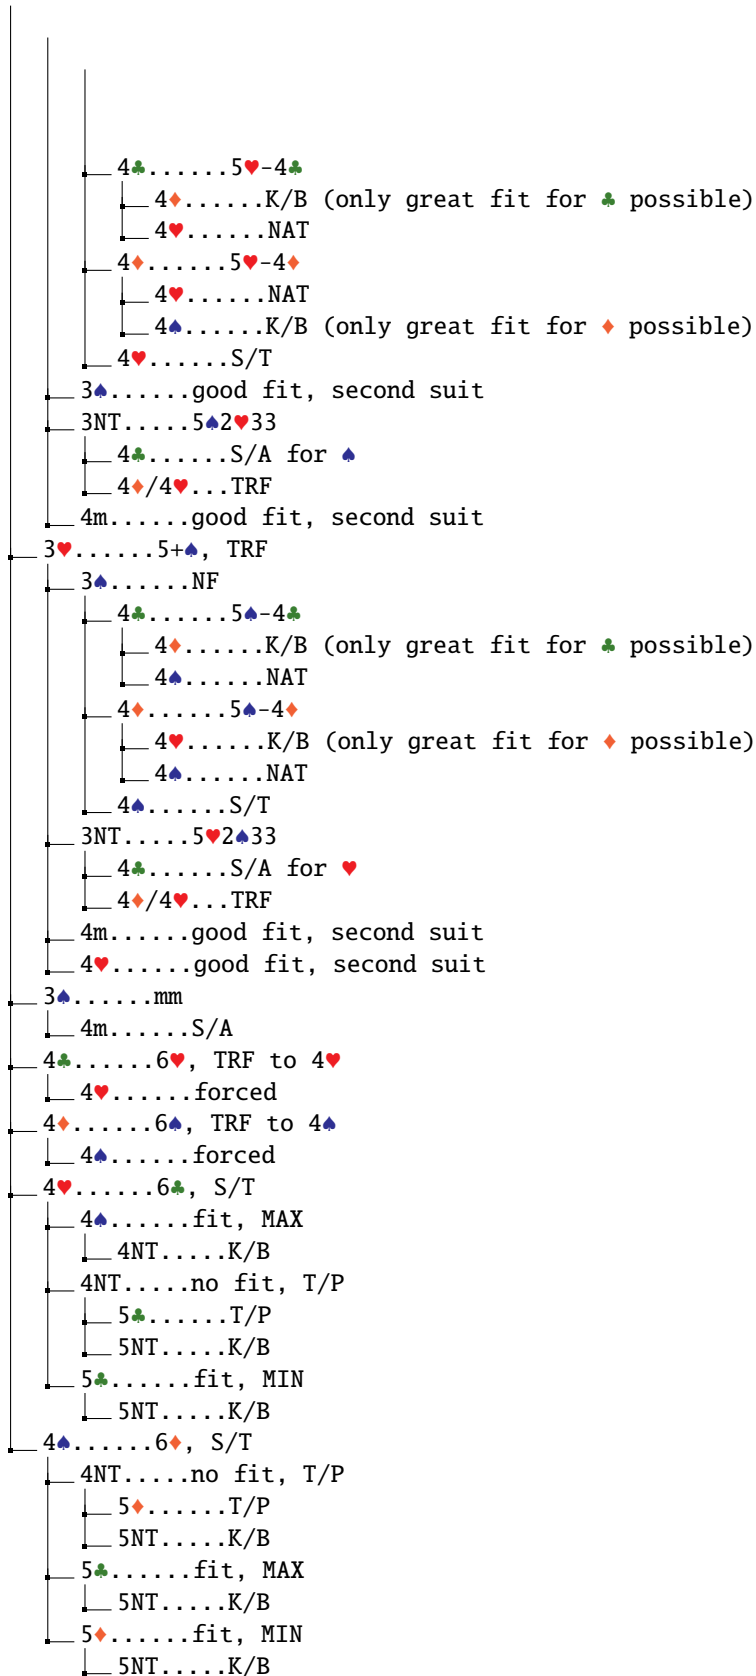 4♣......5♥-4♣
4♦......K/B (only great fit for ♣ possible)
4♥......NAT
4♦......5♥-4♦
4♥......NAT
4♠......K/B (only great fit for ♦ possible)
4♥......S/T
3♠......good fit, second suit
3NT.....5♠2♥33
4♣......S/A for ♠
4♦/4♥...TRF
4m......good fit, second suit
3♥......5+♠, TRF
3♠......NF
4♣......5♠-4♣
4♦......K/B (only great fit for ♣ possible)
4♠......NAT
4♦......5♠-4♦
4♥......K/B (only great fit for ♦ possible)
4♠......NAT
4♠......S/T
3NT.....5♥2♠33
4♣......S/A for ♥
4♦/4♥...TRF
4m......good fit, second suit
4♥......good fit, second suit
3♠......mm
4m......S/A
4♣......6♥, TRF to 4♥
4♥......forced
4♦......6♠, TRF to 4♠
4♠......forced
4♥......6♣, S/T
4♠......fit, MAX
4NT.....K/B
4NT.....no fit, T/P
5♣......T/P
5NT.....K/B
5♣......fit, MIN
5NT.....K/B
4♠......6♦, S/T
4NT.....no fit, T/P
5♦......T/P
5NT.....K/B
5♣......fit, MAX
5NT.....K/B
5♦......fit, MIN
5NT.....K/B